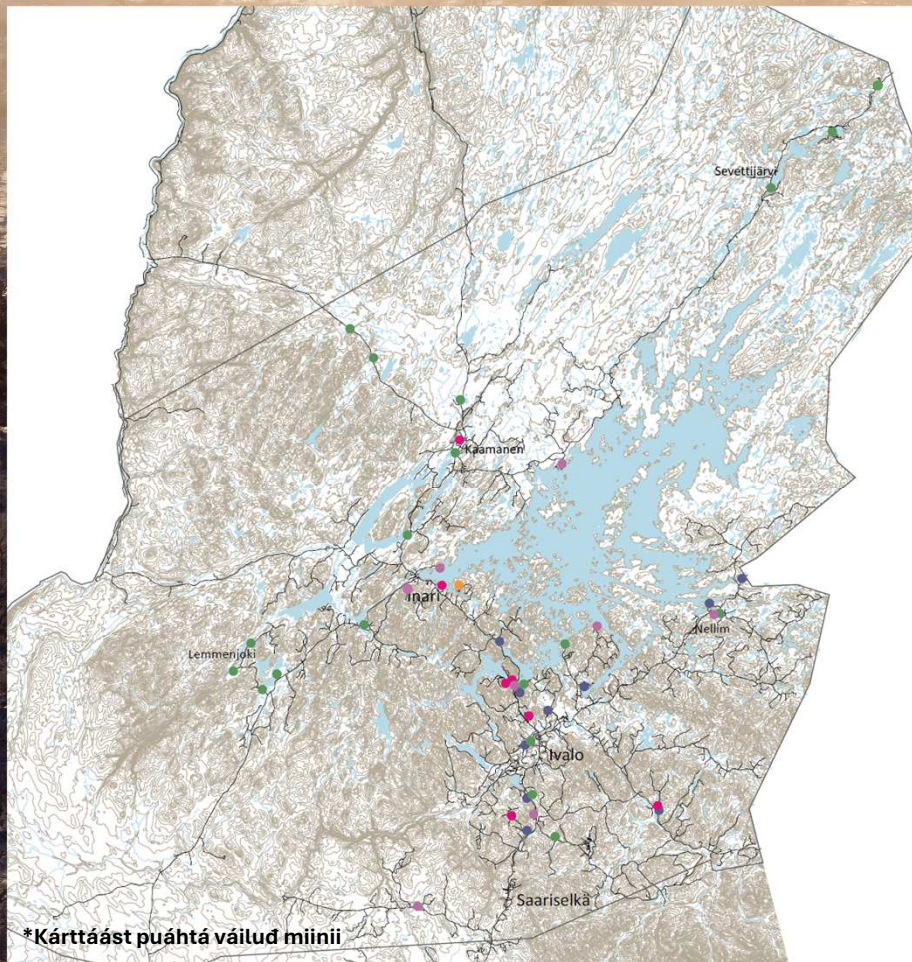 Sevettijärvi
Kaamanen
Inari
Nellim
Lemmenjoki
Ivalo
Saariselkä
*Kárttáást puáhtá váiluđ miinii